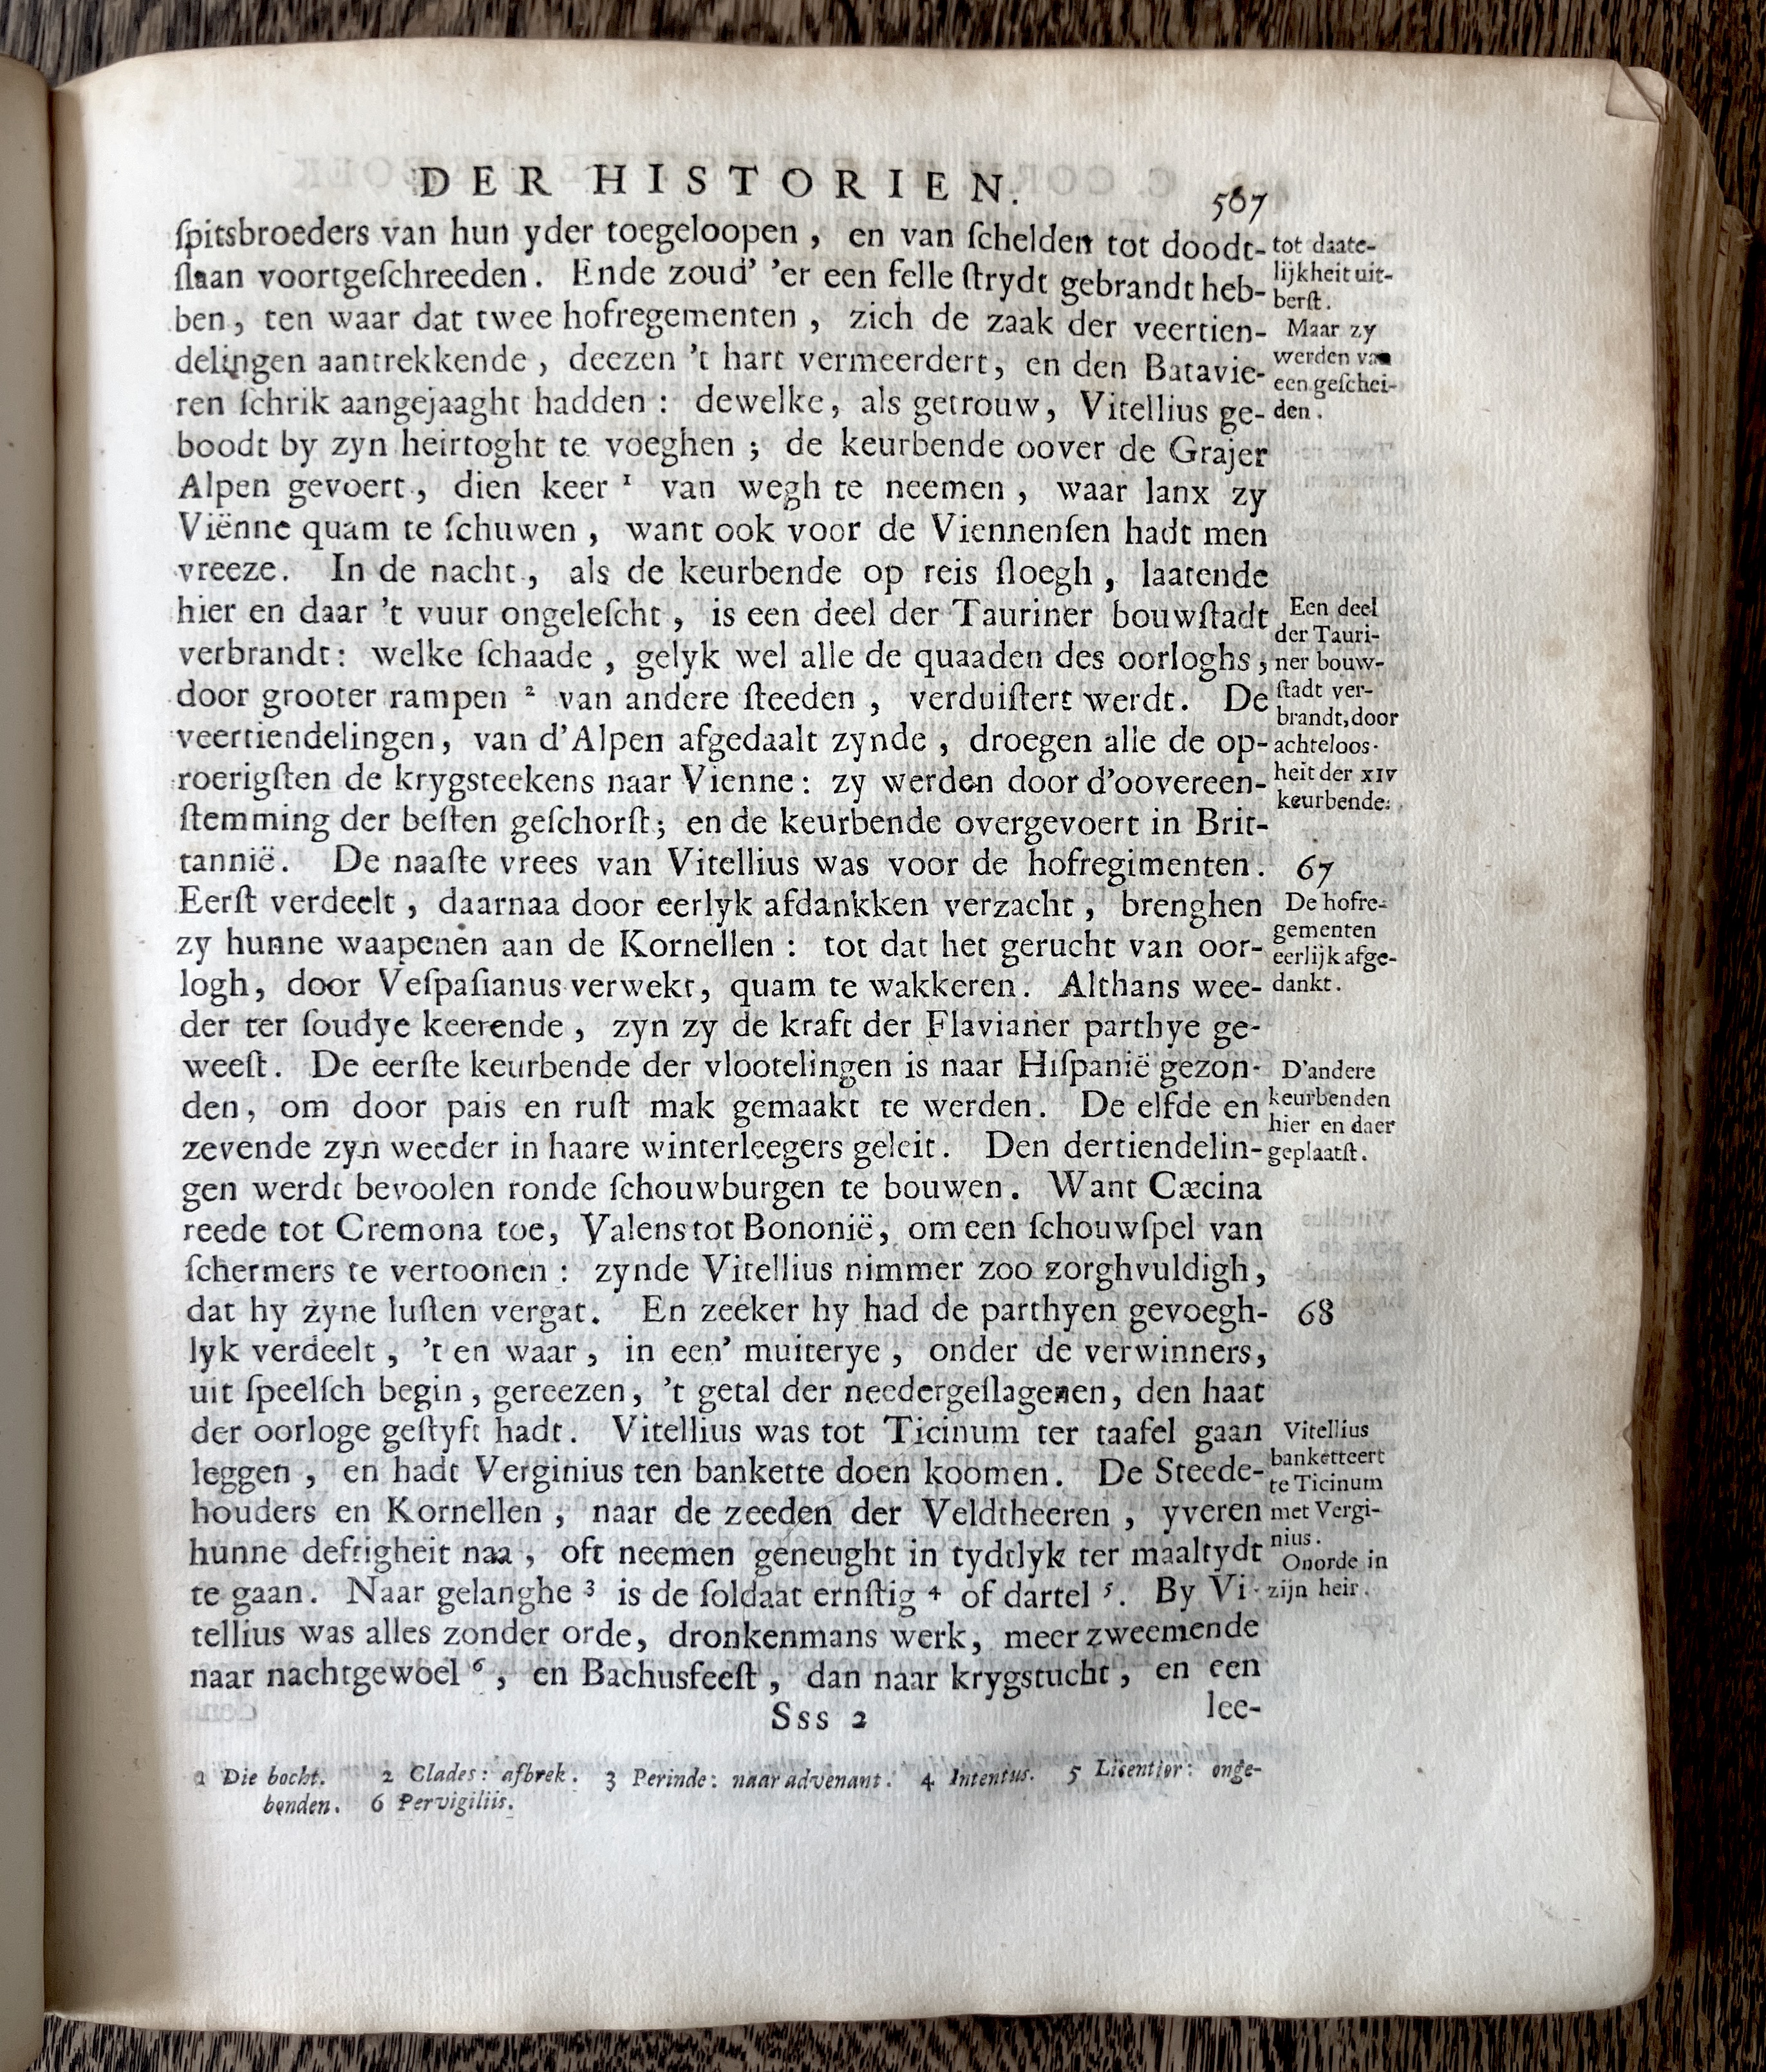 DER HISTORIEN. 567
ſpitsbroeders van hun yder toegeloopen, en van ſchelden tot doodt-
ſlaan voortgeſchreeden. Ende zoud' 'er een felle ſtrydt gebrandt heb-
ben, ten waar dat twee hofregementen, zich de zaak der veertien-
delingen aantrekkende, deezen 't hart vermeerdert, en den Batavie-
ren ſchrik aangejaaght hadden: dewelke, als getrouw, Vitellius ge-
boodt by zyn heirtoght te voeghen; de keurbende oover de Grajer
Alpen gevoert, dien keer 1 van wegh te neemen, waar lanx zy
Viënne quam te ſchuwen, want ook voor de Viennenſen hadt men
vreeze. In de nacht, als de keurbende op reis ſloegh, laatende
hier en daar 't vuur ongeleſcht, is een deel der Tauriner bouwſtadt
verbrandt: welke ſchaade, gelyk wel alle de quaaden des oorloghs,
door grooter rampen 2 van andere ſteeden, verduiſtert werdt. De
veertiendelingen, van d'Alpen afgedaalt zynde, droegen alle de op-
roerigſten de krygsteekens naar Vienne: zy werden door d'oovereen-
ſtemming der beſten geſchorſt; en de keurbende overgevoert in Brit-
tannië. De naaſte vrees van Vitellius was voor de hofregimenten.
Eerſt verdeelt, daarnaa door eerlyk afdankken verzacht, brenghen
zy hunne waapenen aan de Kornellen: tot dat het gerucht van oor-
logh, door Veſpaſianus verwekt, quam te wakkeren. Althans wee-
der ter ſoudye keerende, zyn zy de kraft der Flavianer parthye ge-
weeſt. De eerſte keurbende der vlootelingen is naar Hiſpanië gezon-
den, om door pais en ruſt mak gemaakt te werden. De elfde en
zevende zyn weeder in haare winterleegers geleit. Den dertiendelin-
gen werdt bevoolen ronde ſchouwburgen te bouwen. Want Cæcina
reede tot Cremona toe, Valens tot Bononië, om een ſchouwſpel van
ſchermers te vertoonen: zynde Vitellius nimmer zoo zorghvuldigh,
dat hy zyne luſten vergat. En zeeker hy had de parthyen gevoegh-
lyk verdeelt, 't en waar, in een' muiterye, onder de verwinners,
uit ſpeelſch begin, gereezen, 't getal der needergeſlagenen, den haat
der oorloge geſtyft hadt. Vitellius was tot Ticinum ter taafel gaan
leggen, en hadt Verginius ten bankette doen koomen. De Steede-
houders en Kornellen, naar de zeeden der Veldtheeren, yveren
hunne deftigheit naa, oft neemen geneught in tydtlyk ter maaltydt
te gaan. Naar gelanghe 3 is de ſoldaat ernſtig 4 of dartel 5. By Vi-
tellius was alles zonder orde, dronkenmans werk, meer zweemende
naar nachtgewoel 6, en Bachusfeeſt, dan naar krygstucht, en een
Sss 2 lee-
tot daate-
lijkheit uit-
berſt.
Maar zy
werden van
een geſchei-
den.
Een deel
der Tauri-
ner bouw-
ſtadt ver-
brandt, door
achteloos-
heit der XIV
keurbende.
67
De hofre-
gementen
eerlijk afge-
dankt.
D'andere
keurbenden
hier en daer
geplaatſt.
68
Vitellius
banketteert
te Ticinum
met Vergi-
nius.
Onorde in
zijn heir.
1 Die bocht. 2 Clades: afbrek. 3 Perinde: naar advenant. 4 Intentus. 5 Licentior: onge-
bonden. 6 Pervigiliis.